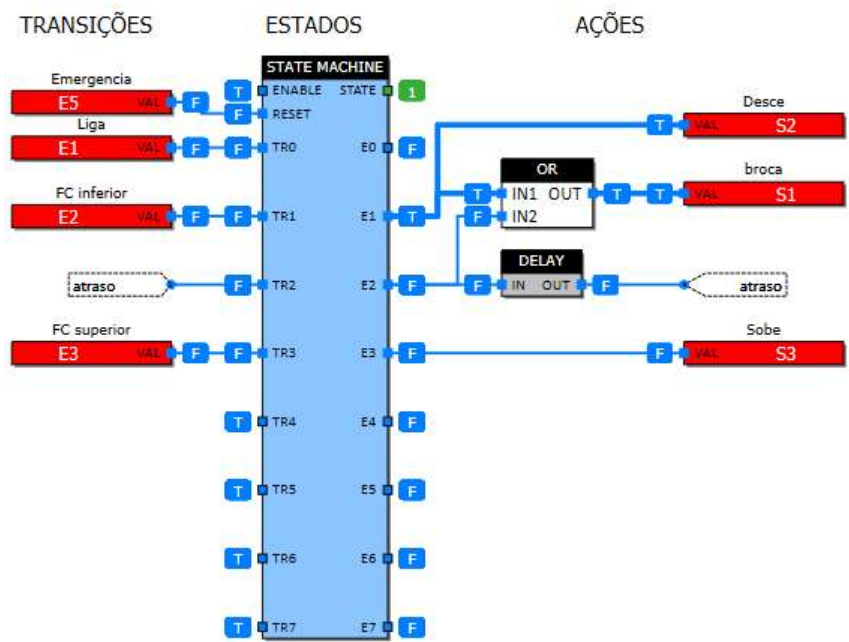 TRANSIÇÕES ESTADOS AÇÕES
STATE MACHINE
Emergencia
E5 VAL F
T ENABLE STATE 1
F RESET
Desce
T VAL S2
Liga
E1 VAL F F TR0 E0 F
OR
broca
FC inferior
E2 VAL F F TR1 E1 T
T IN1 OUT T T VAL S1
F IN2
DELAY
atraso F TR2 E2 F F IN OUT F atraso
FC superior
E3 VAL F F TR3 E3 F
Sobe
F VAL S3
T TR4 E4 F
T TR5 E5 F
T TR6 E6 F
T TR7 E7 F